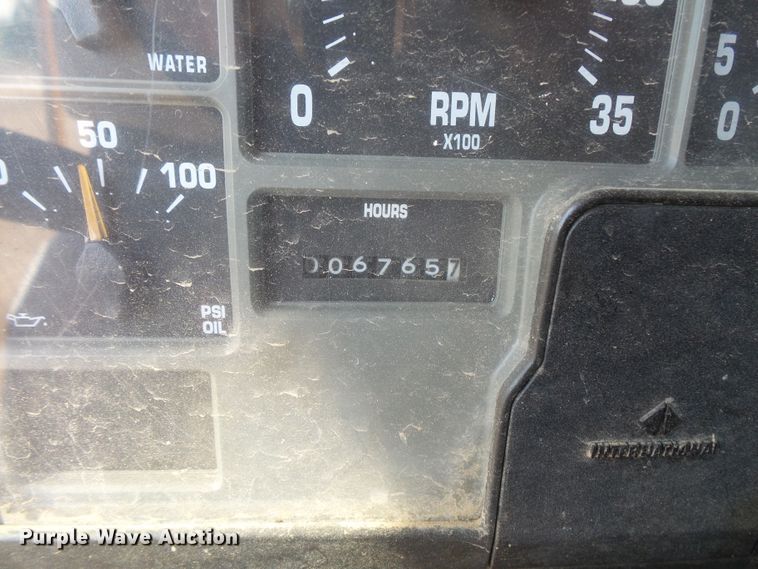 WATER
0
RPM
X100
35
5
0
50
100
PSI
OIL
HOURS
0067657
INTERNATIONAL
Purple Wave Auction